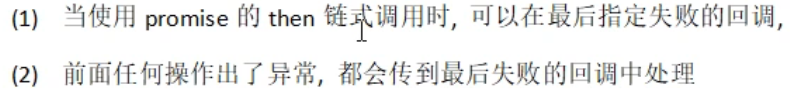 (1) 当使用 promise 的 then 链式调用时, 可以在最后指定失败的回调,
(2) 前面任何操作出了异常, 都会传到最后失败的回调中处理